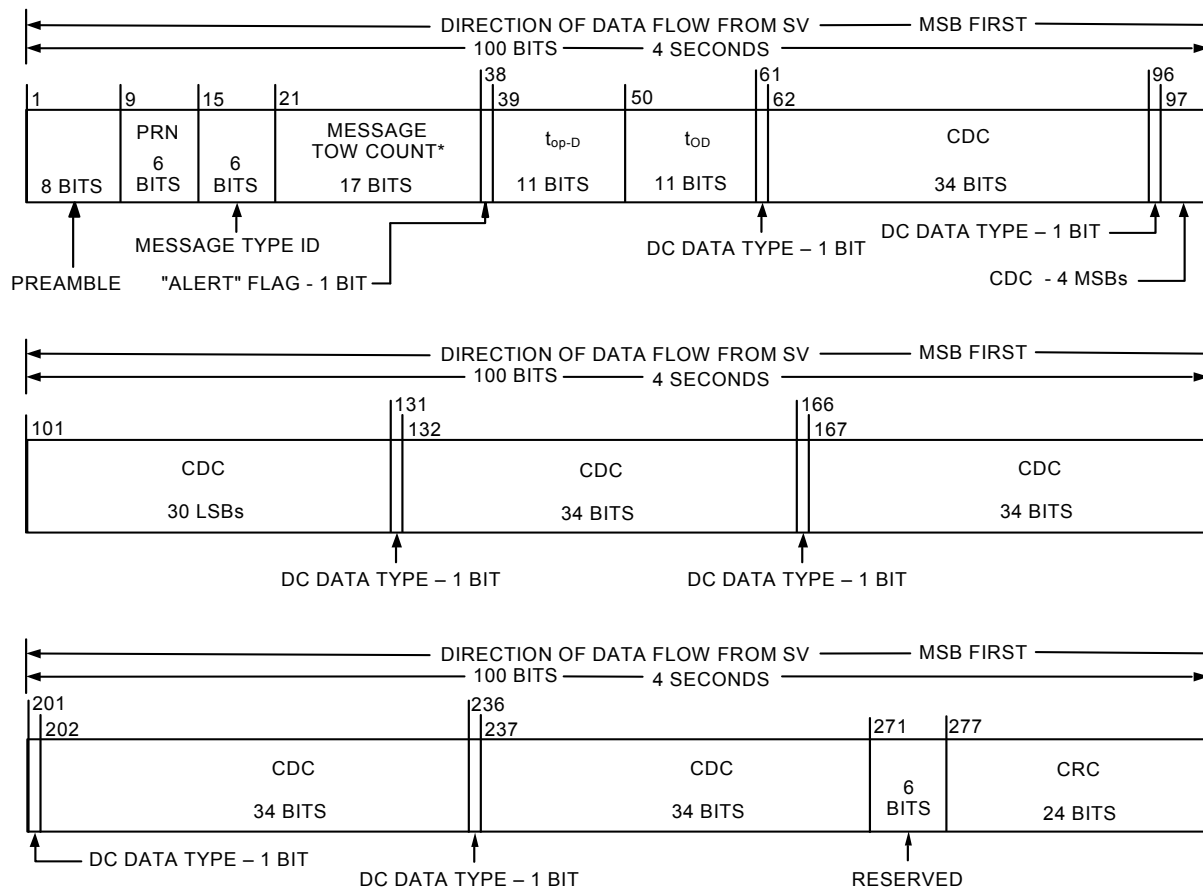 DIRECTION OF DATA FLOW FROM SV MSB FIRST
100 BITS 4 SECONDS
1 9 15 21 38 39 50 61 62 96 97
8 BITS
PRN
6
BITS
6
BITS
MESSAGE
TOW COUNT*
17 BITS
top-D
11 BITS
tOD
11 BITS
CDC
34 BITS
PREAMBLE
MESSAGE TYPE ID
"ALERT" FLAG - 1 BIT
DC DATA TYPE – 1 BIT
DC DATA TYPE – 1 BIT
CDC - 4 MSBs
DIRECTION OF DATA FLOW FROM SV MSB FIRST
100 BITS 4 SECONDS
101 131 132 166 167
CDC
30 LSBs
CDC
34 BITS
CDC
34 BITS
DC DATA TYPE – 1 BIT
DC DATA TYPE – 1 BIT
DIRECTION OF DATA FLOW FROM SV MSB FIRST
100 BITS 4 SECONDS
201 202 236 237 271 277
CDC
34 BITS
CDC
34 BITS
6
BITS
CRC
24 BITS
DC DATA TYPE – 1 BIT
DC DATA TYPE – 1 BIT
RESERVED